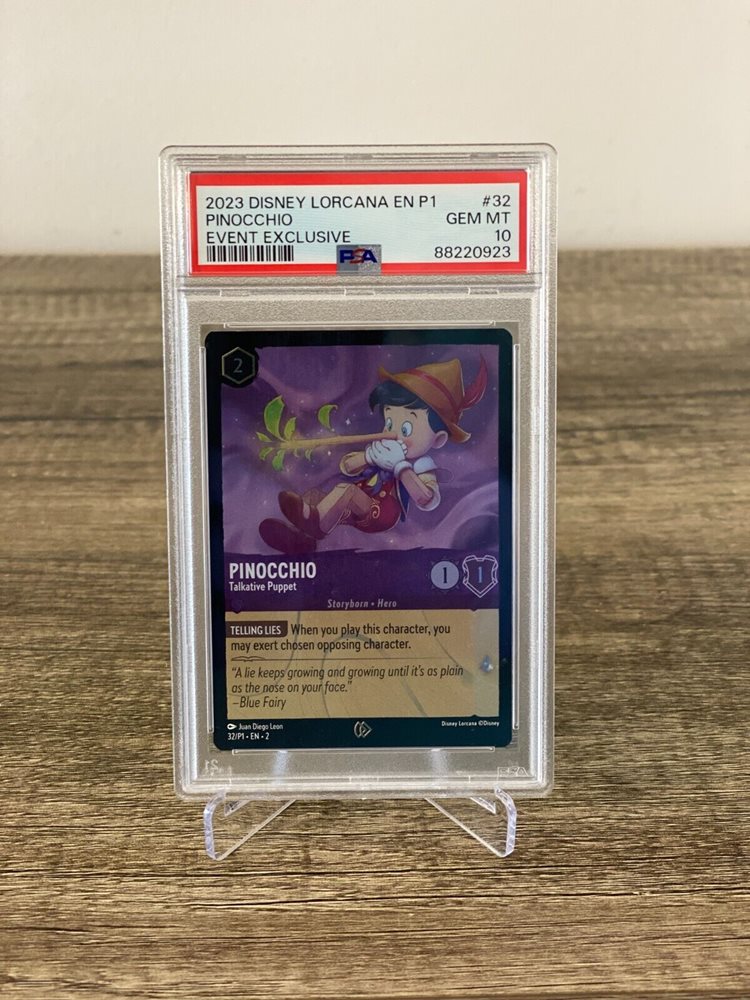 2023 DISNEY LORCANA EN P1 #32
PINOCCHIO GEM MT
EVENT EXCLUSIVE 10
PSA 88220923
2
PINOCCHIO
Talkative Puppet
1 1
Storyborn • Hero
TELLING LIES When you play this character, you
may exert chosen opposing character.
"A lie keeps growing and growing until it's as plain
as the nose on your face."
–Blue Fairy
Juan Diego Leon Disney Lorcana ©Disney
32/P1 • EN • 2